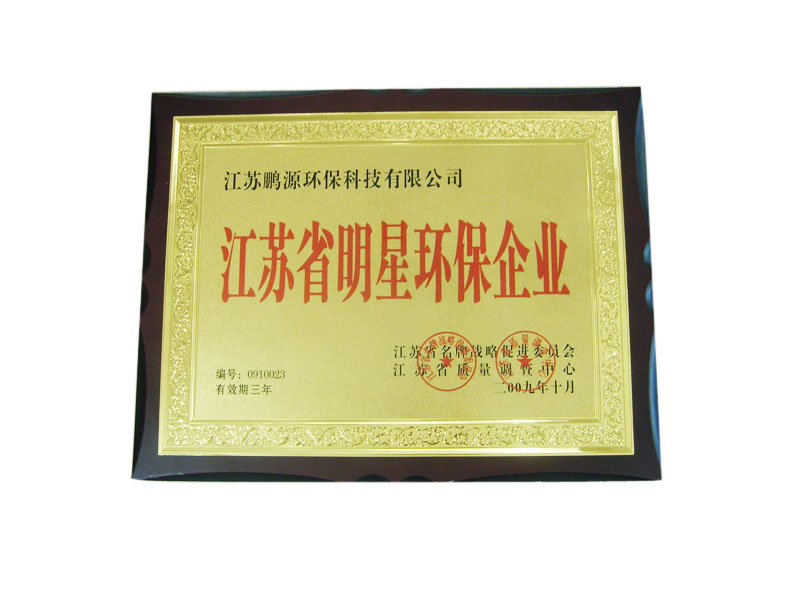 江苏鹏源环保科技有限公司
江苏省明星环保企业
江苏省名牌战略促进委员会
江苏省质量调查中心
二00九年十月
编号：0910023
有效期三年